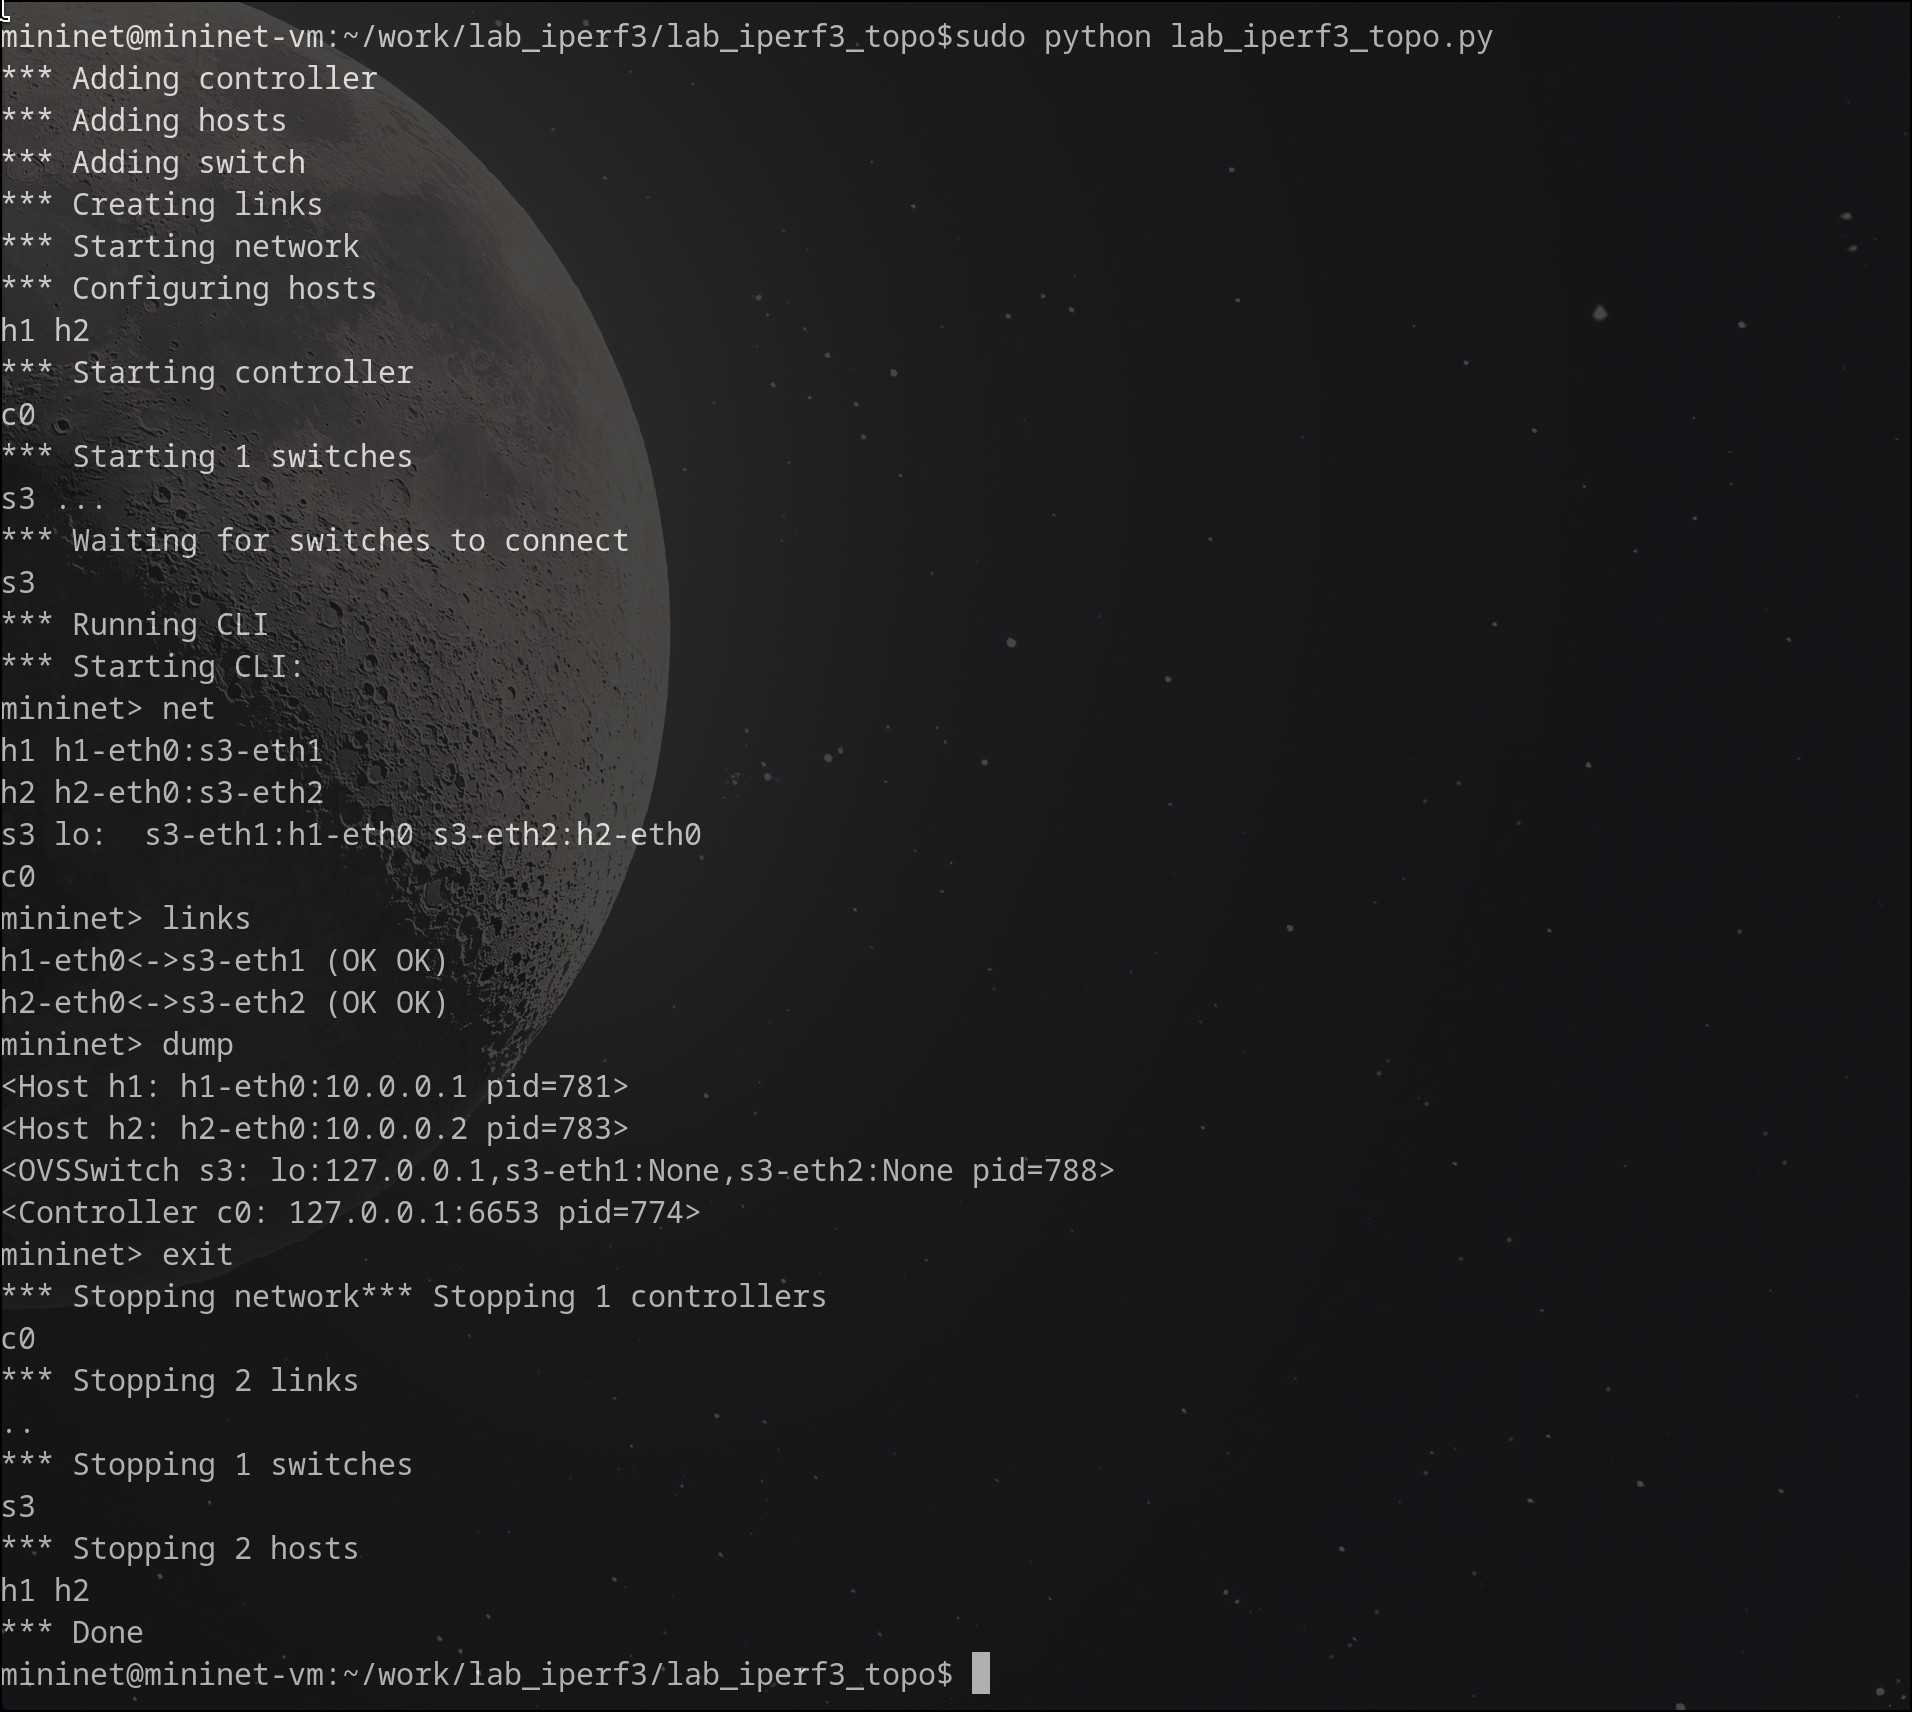 mininet@mininet-vm:~/work/lab_iperf3/lab_iperf3_topo$sudo python lab_iperf3_topo.py
*** Adding controller
*** Adding hosts
*** Adding switch
*** Creating links
*** Starting network
*** Configuring hosts
h1 h2
*** Starting controller
c0
*** Starting 1 switches
s3 ...
*** Waiting for switches to connect
s3
*** Running CLI
*** Starting CLI:
mininet> net
h1 h1-eth0:s3-eth1
h2 h2-eth0:s3-eth2
s3 lo:  s3-eth1:h1-eth0 s3-eth2:h2-eth0
c0
mininet> links
h1-eth0<->s3-eth1 (OK OK)
h2-eth0<->s3-eth2 (OK OK)
mininet> dump
<Host h1: h1-eth0:10.0.0.1 pid=781>
<Host h2: h2-eth0:10.0.0.2 pid=783>
<OVSSwitch s3: lo:127.0.0.1,s3-eth1:None,s3-eth2:None pid=788>
<Controller c0: 127.0.0.1:6653 pid=774>
mininet> exit
*** Stopping network*** Stopping 1 controllers
c0
*** Stopping 2 links
..
*** Stopping 1 switches
s3
*** Stopping 2 hosts
h1 h2
*** Done
mininet@mininet-vm:~/work/lab_iperf3/lab_iperf3_topo$